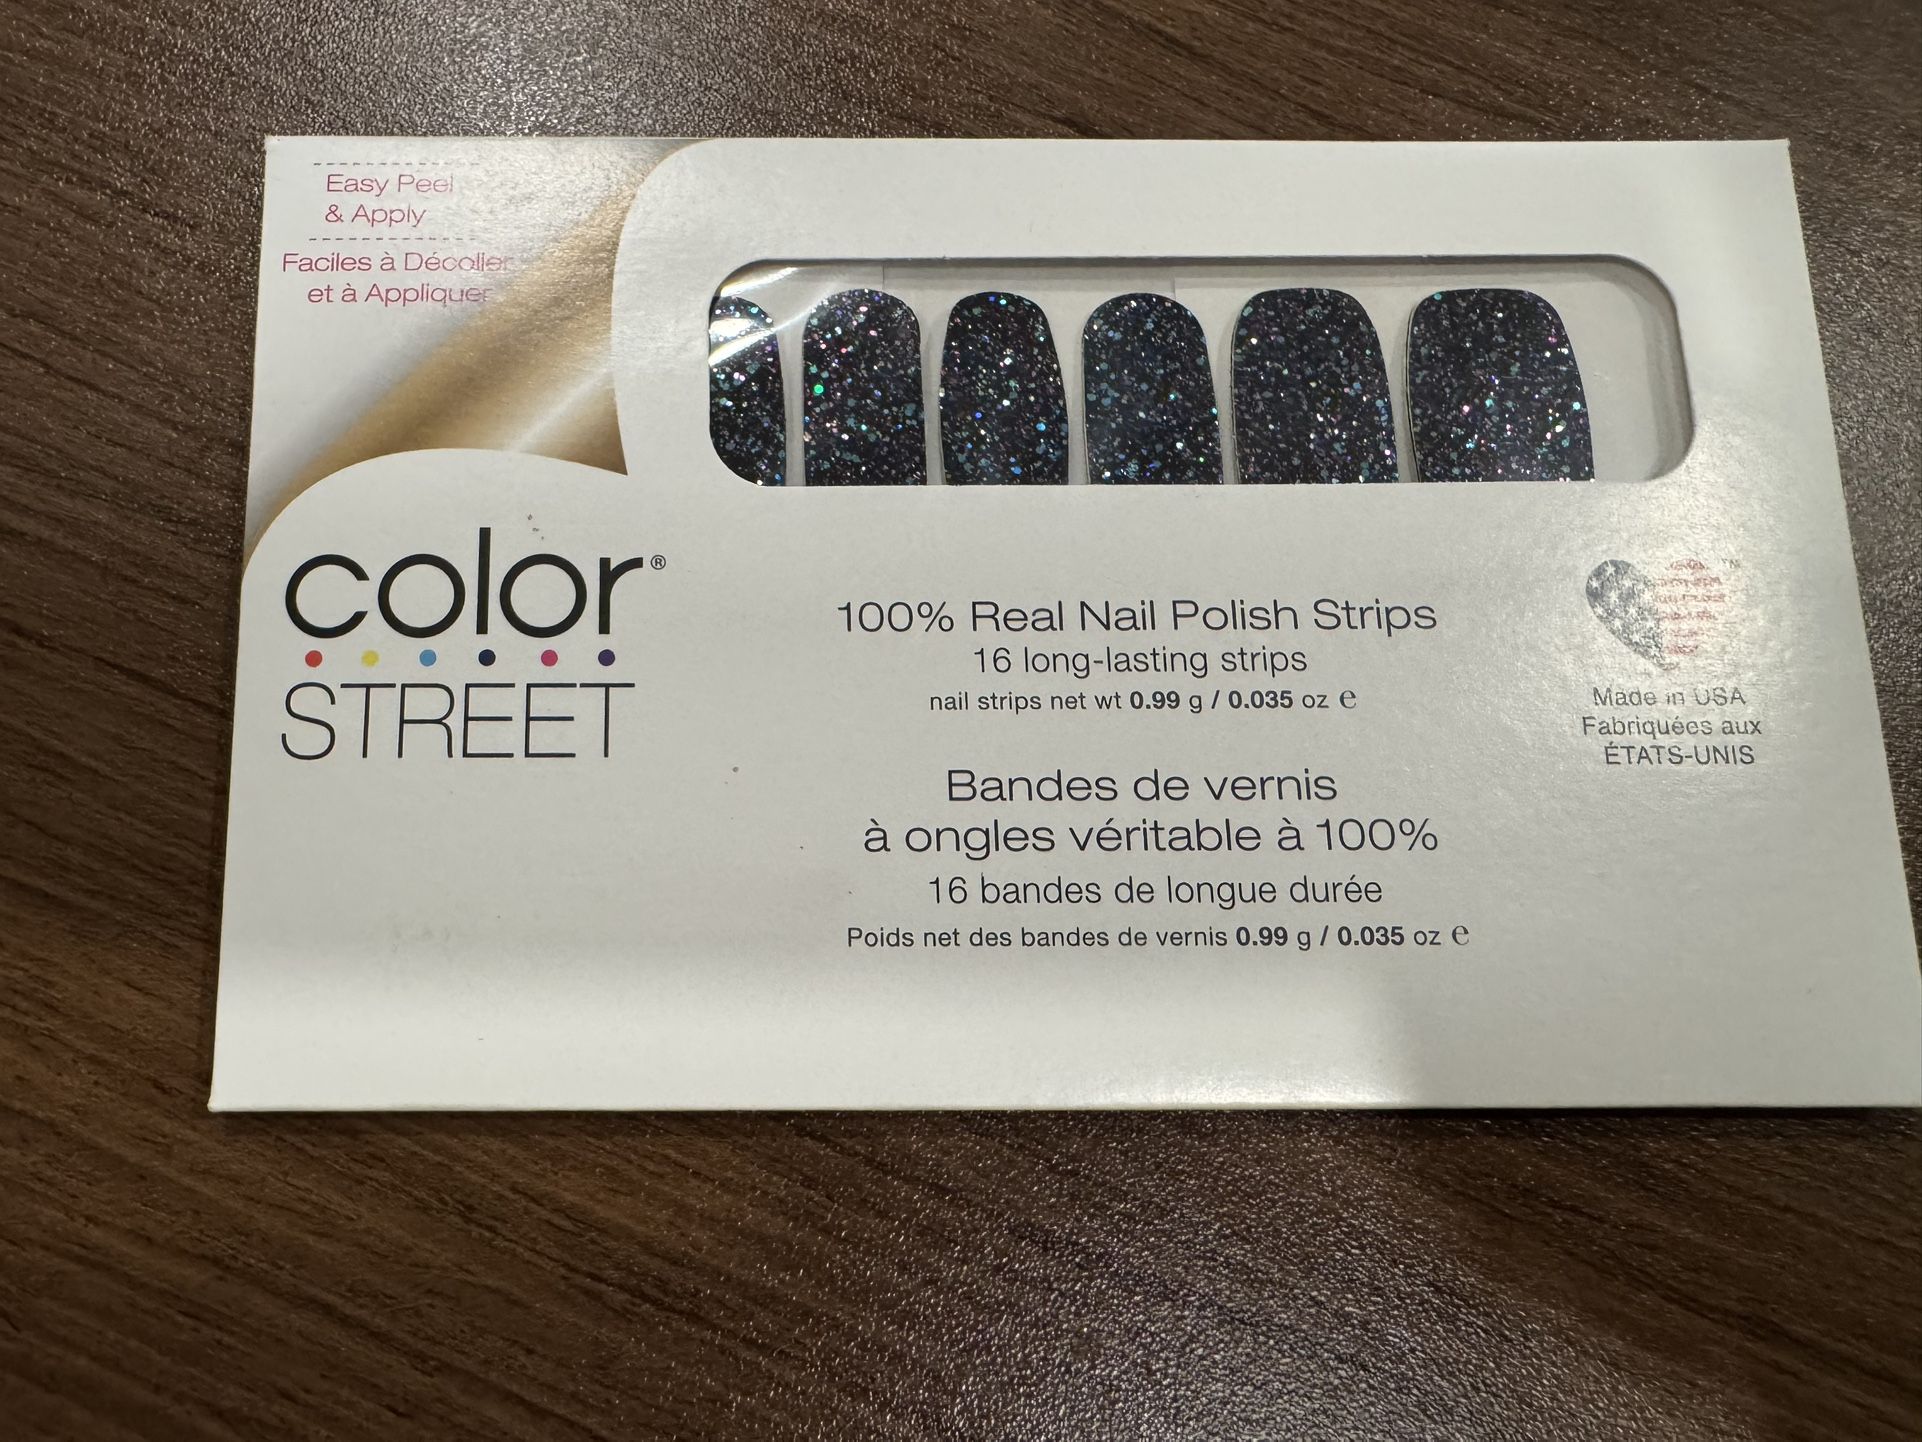 Easy Peel
& Apply
Faciles à Décoller
et à Appliquer
color®
STREET
100% Real Nail Polish Strips
16 long-lasting strips
nail strips net wt 0.99 g / 0.035 oz ℮
Bandes de vernis
à ongles véritable à 100%
16 bandes de longue durée
Poids net des bandes de vernis 0.99 g / 0.035 oz ℮
™
Made in USA
Fabriquées aux
ÉTATS-UNIS